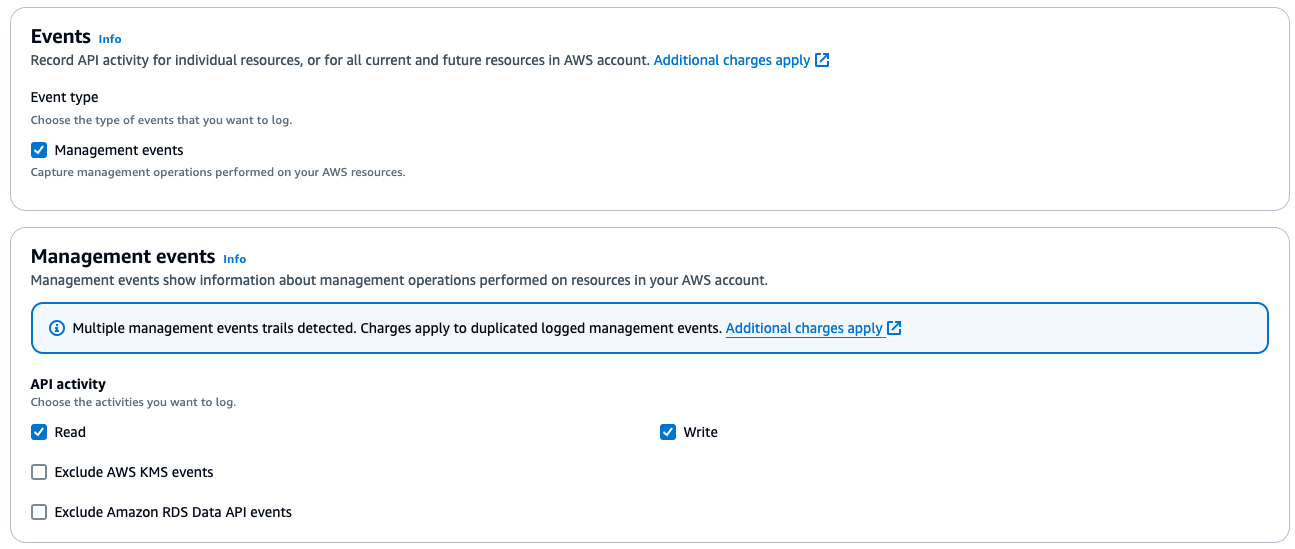 Events Info
Record API activity for individual resources, or for all current and future resources in AWS account. Additional charges apply
Event type
Choose the type of events that you want to log.
Management events
Capture management operations performed on your AWS resources.
Management events Info
Management events show information about management operations performed on resources in your AWS account.
Multiple management events trails detected. Charges apply to duplicated logged management events. Additional charges apply
API activity
Choose the activities you want to log.
Read Write
Exclude AWS KMS events
Exclude Amazon RDS Data API events